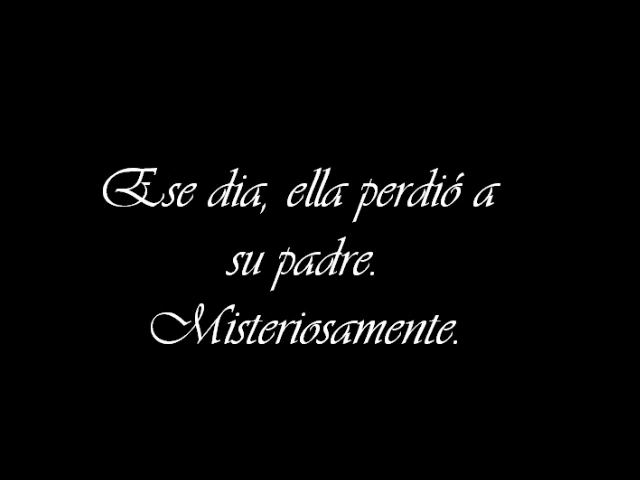 Ese dia, ella perdió a
su padre.
Misteriosamente.